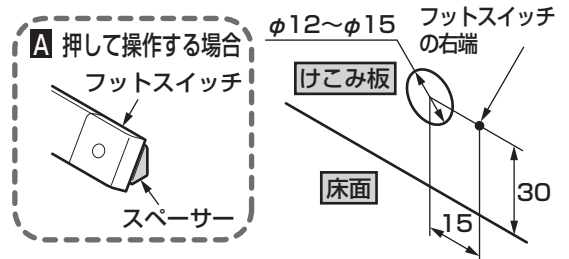 A 押して操作する場合
フットスイッチ
スペーサー
φ12〜φ15
フットスイッチ
の右端
けこみ板
床面
30
15